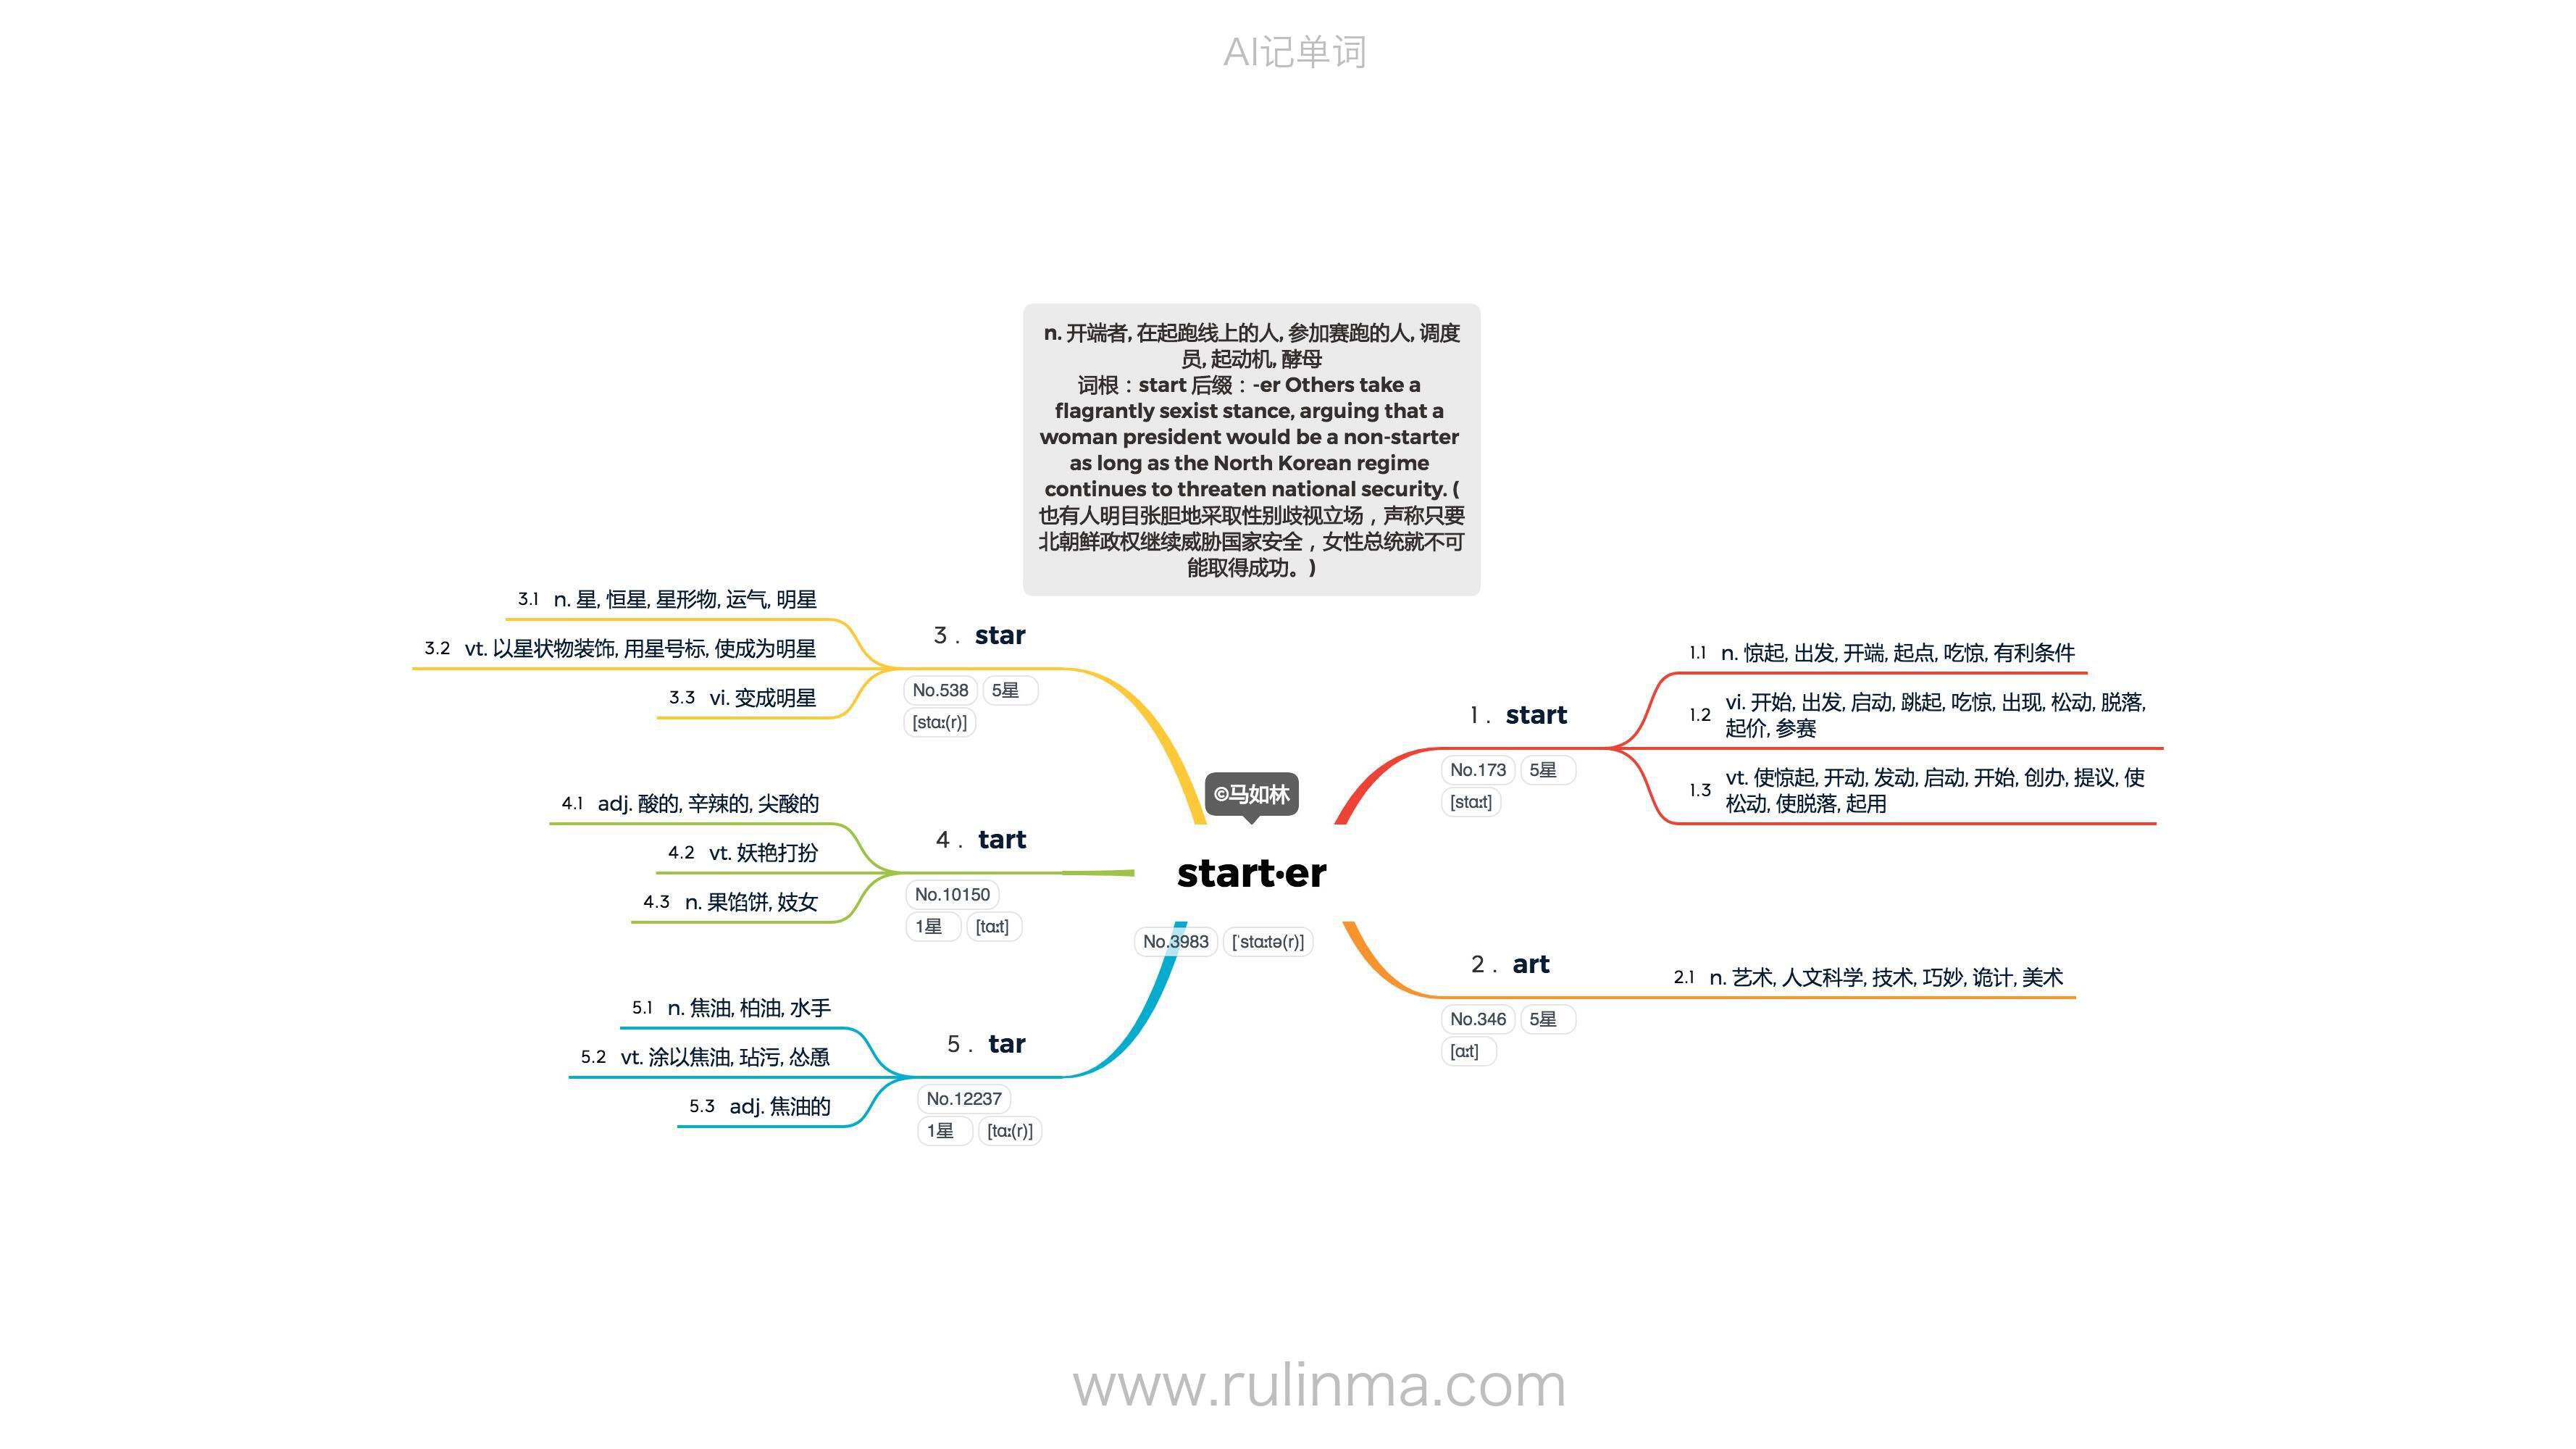 AI记单词
n. 开端者, 在起跑线上的人, 参加赛跑的人, 调度
员, 起动机, 酵母
词根：start 后缀：-er Others take a
flagrantly sexist stance, arguing that a
woman president would be a non-starter
as long as the North Korean regime
continues to threaten national security. (
也有人明目张胆地采取性别歧视立场，声称只要
北朝鲜政权继续威胁国家安全，女性总统就不可
能取得成功。)
©马如林
start·er
No.3983 [ˈstɑːtə(r)]
1. start
No.173 5星
[stɑːt]
1.1 n. 惊起, 出发, 开端, 起点, 吃惊, 有利条件
1.2 vi. 开始, 出发, 启动, 跳起, 吃惊, 出现, 松动, 脱落,
起价, 参赛
1.3 vt. 使惊起, 开动, 发动, 启动, 开始, 创办, 提议, 使
松动, 使脱落, 起用
2. art
No.346 5星
[ɑːt]
2.1 n. 艺术, 人文科学, 技术, 巧妙, 诡计, 美术
3. star
No.538 5星
[stɑː(r)]
3.1 n. 星, 恒星, 星形物, 运气, 明星
3.2 vt. 以星状物装饰, 用星号标, 使成为明星
3.3 vi. 变成明星
4. tart
No.10150
1星 [tɑːt]
4.1 adj. 酸的, 辛辣的, 尖酸的
4.2 vt. 妖艳打扮
4.3 n. 果馅饼, 妓女
5. tar
No.12237
1星 [tɑː(r)]
5.1 n. 焦油, 柏油, 水手
5.2 vt. 涂以焦油, 玷污, 怂恿
5.3 adj. 焦油的
www.rulinma.com